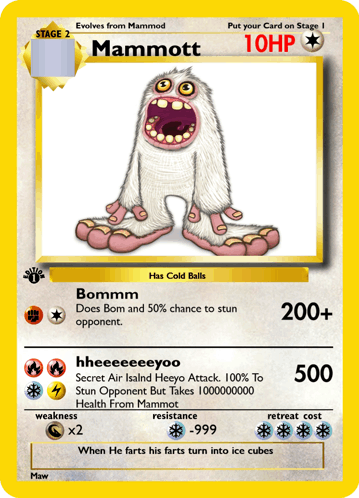 Evolves from Mammod
Put your Card on Stage 1
STAGE 2
Mammott
10HP
EDITION
1
Has Cold Balls
Bommm
Does Bom and 50% chance to stun
opponent.
200+
hheeeeeeeyoo
Secret Air Isalnd Heeyo Attack. 100% To
Stun Opponent But Takes 1000000000
Health From Mammot
500
weakness
resistance
retreat cost
x2
-999
When He farts his farts turn into ice cubes
Maw